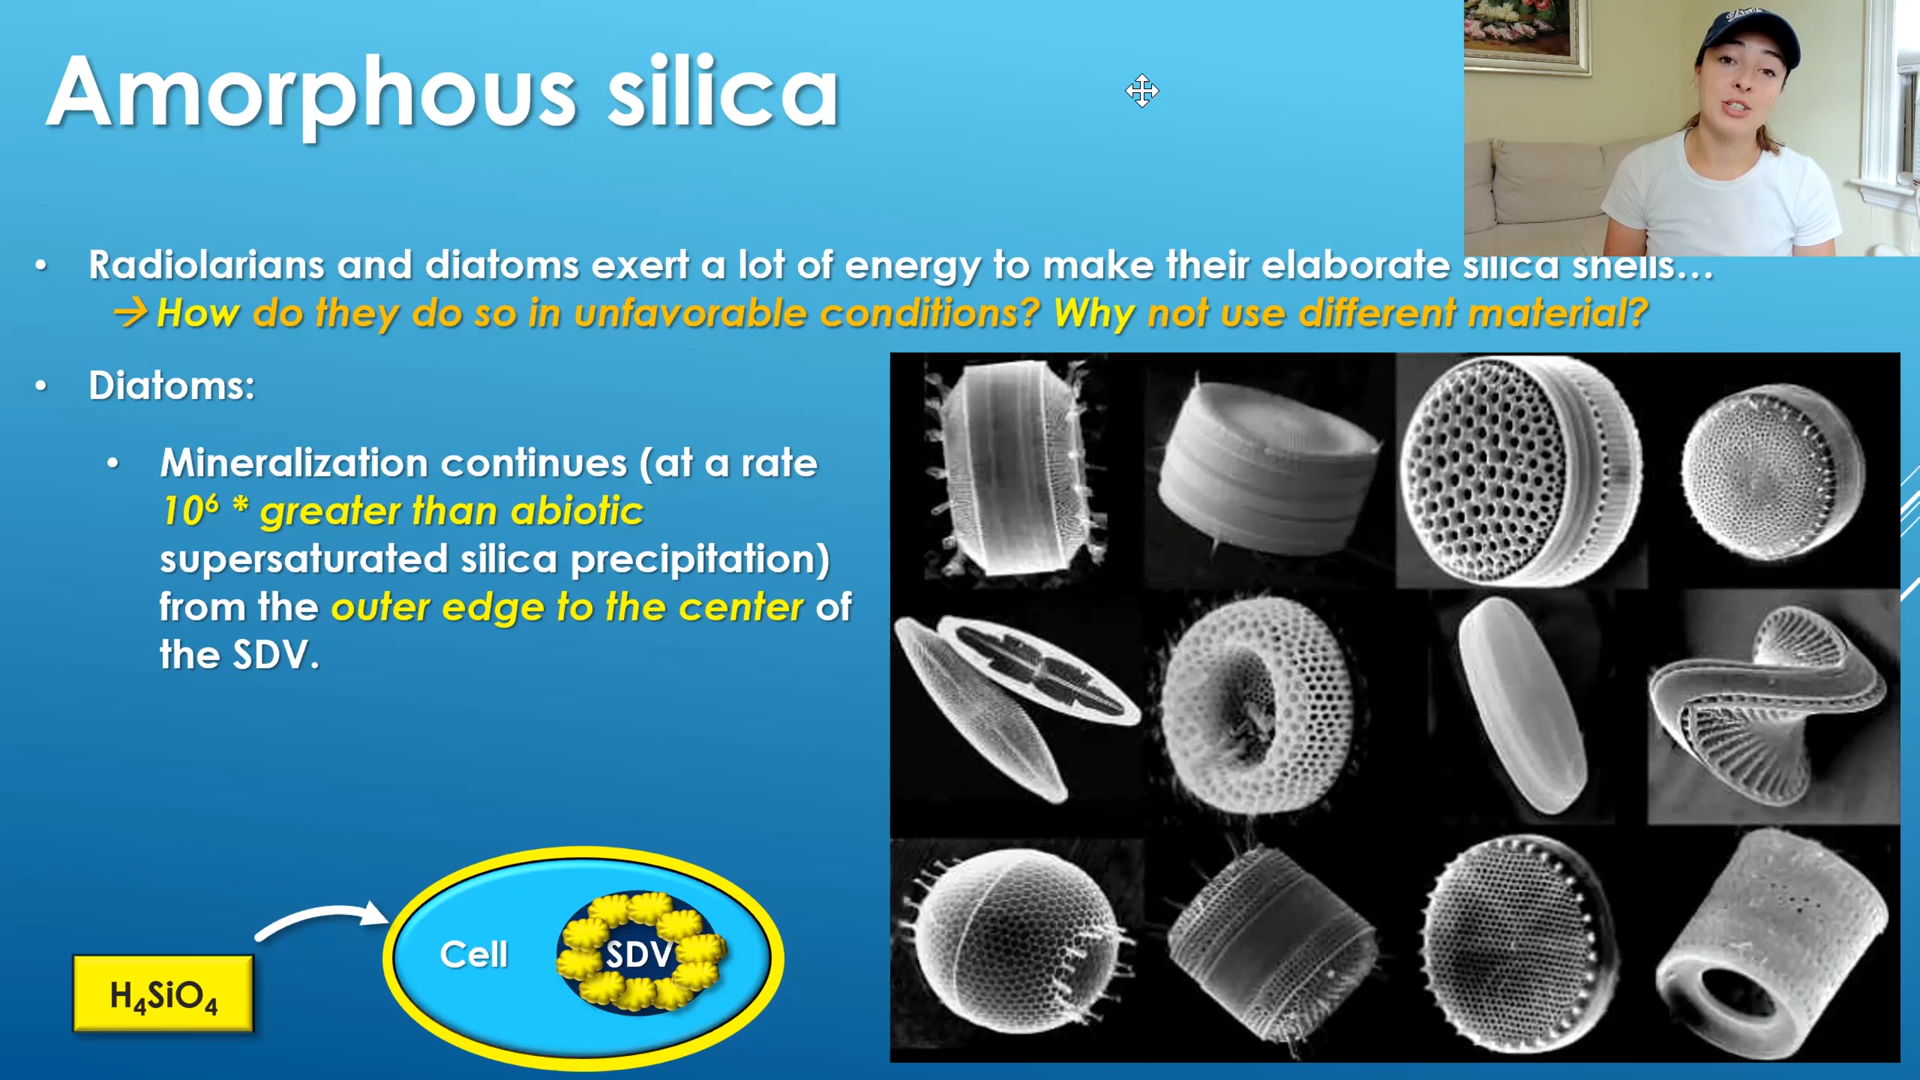 Amorphous silica
• Radiolarians and diatoms exert a lot of energy to make their elaborate silica shells...
→ How do they do so in unfavorable conditions? Why not use different material?
• Diatoms:
• Mineralization continues (at a rate
10⁶ * greater than abiotic
supersaturated silica precipitation)
from the outer edge to the center of
the SDV.
Cell
SDV
H₄SiO₄